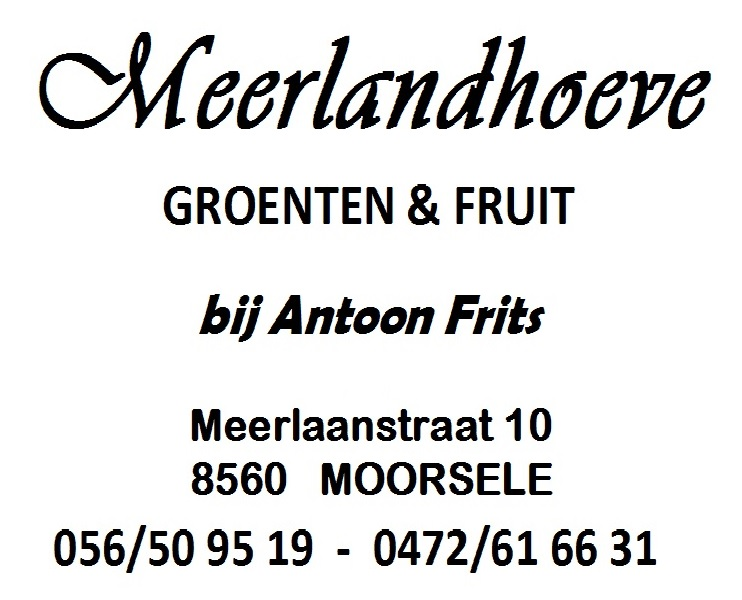 Meerlandhoeve
GROENTEN & FRUIT
bij Antoon Frits
Meerlaanstraat 10
8560 MOORSELE
056/50 95 19 - 0472/61 66 31